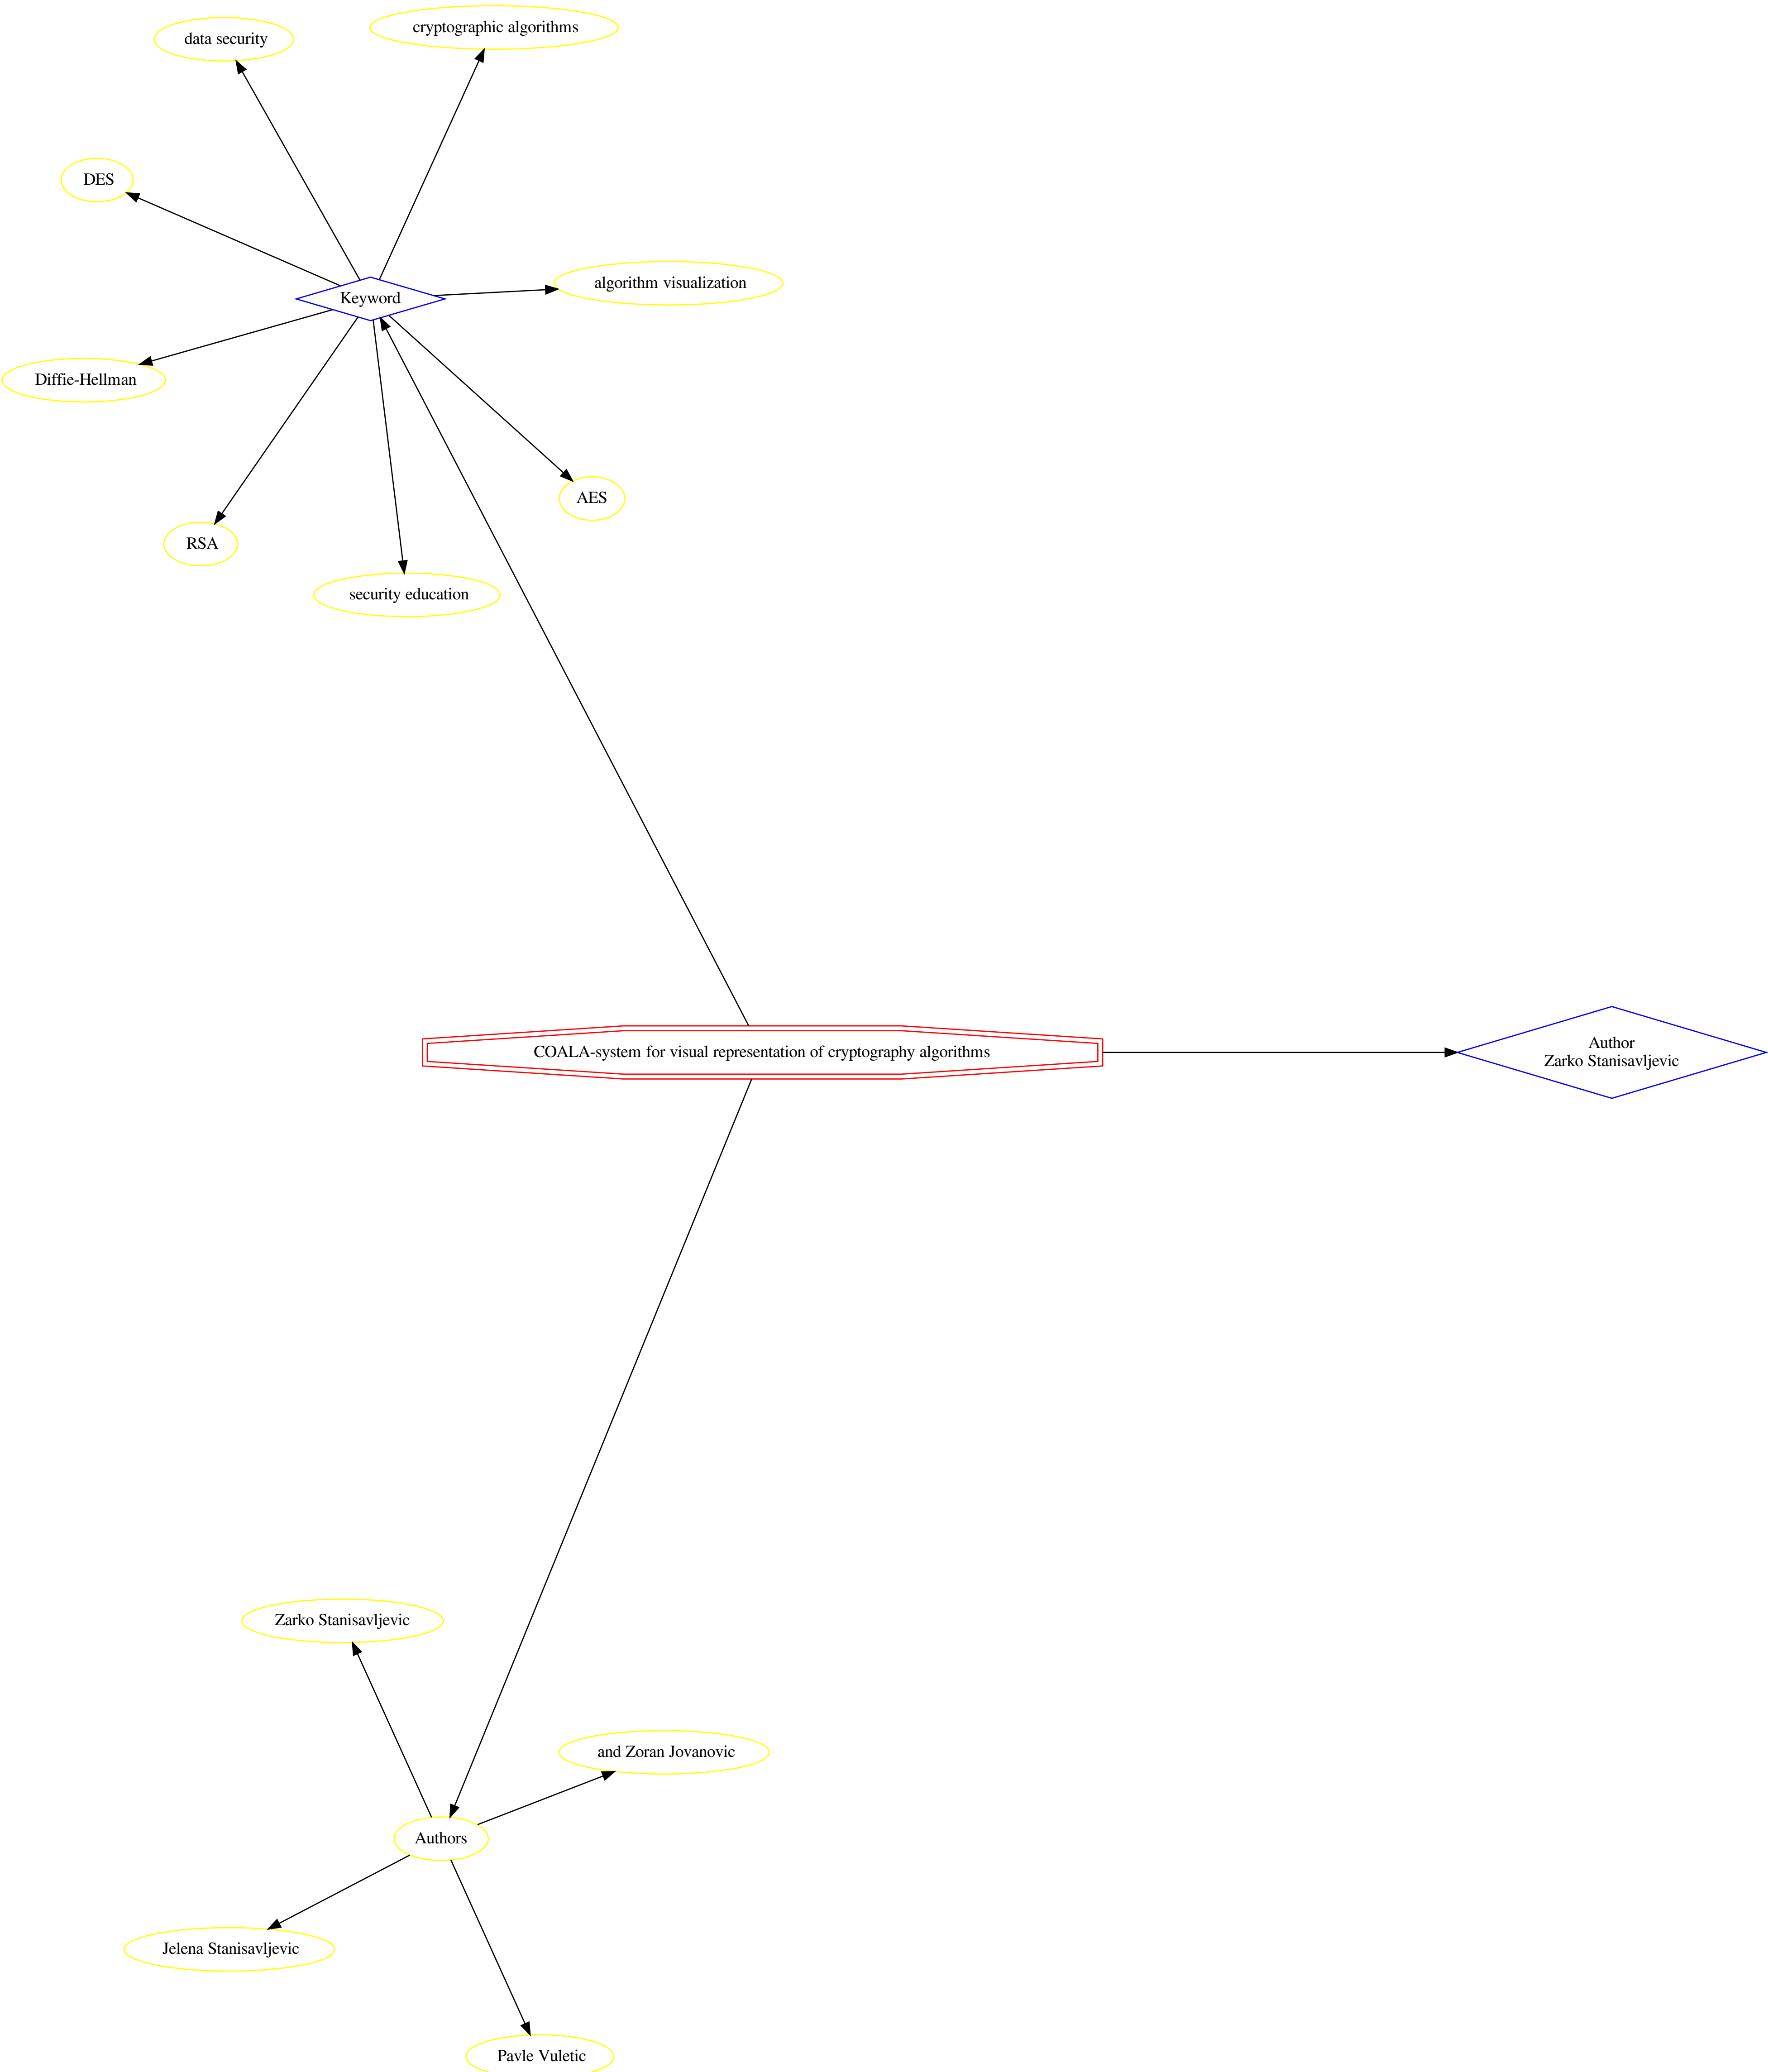 cryptographic algorithms
data security
DES
algorithm visualization
Keyword
Diffie-Hellman
AES
RSA
security education
COALA-system for visual representation of cryptography algorithms
Author
Zarko Stanisavljevic
Zarko Stanisavljevic
and Zoran Jovanovic
Authors
Jelena Stanisavljevic
Pavle Vuletic